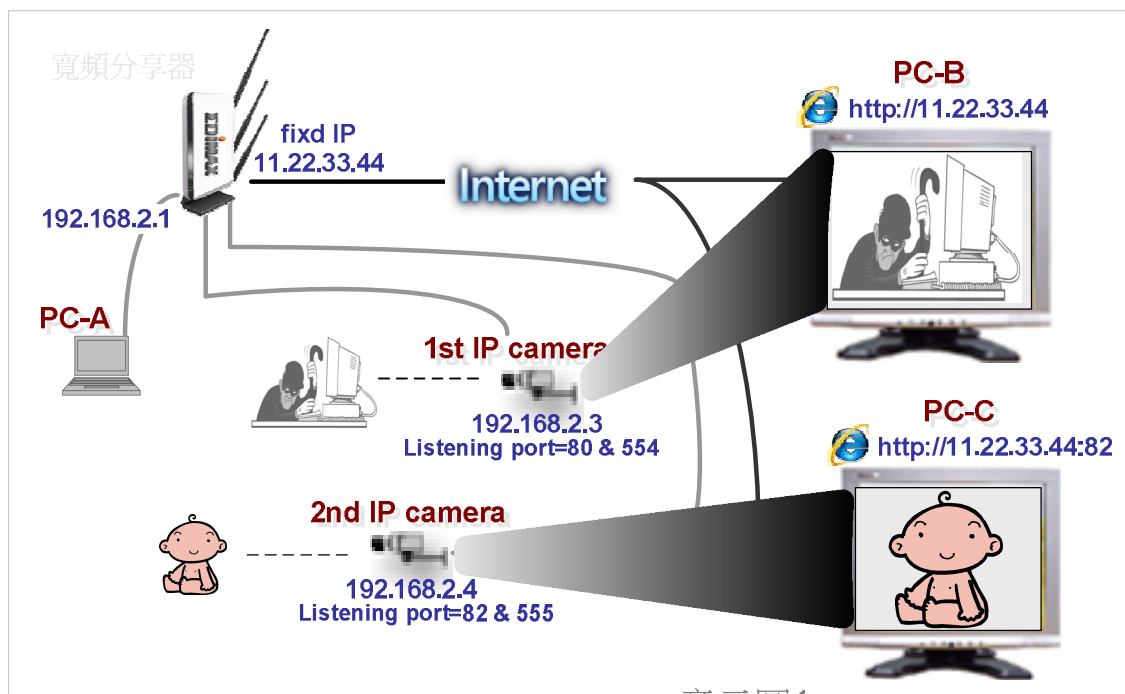 寬頻分享器
EDIMAX
fixd IP
11.22.33.44
192.168.2.1
Internet
PC-B
http://11.22.33.44
PC-A
1st IP camera
192.168.2.3
Listening port=80 & 554
PC-C
http://11.22.33.44:82
2nd IP camera
192.168.2.4
Listening port=82 & 555